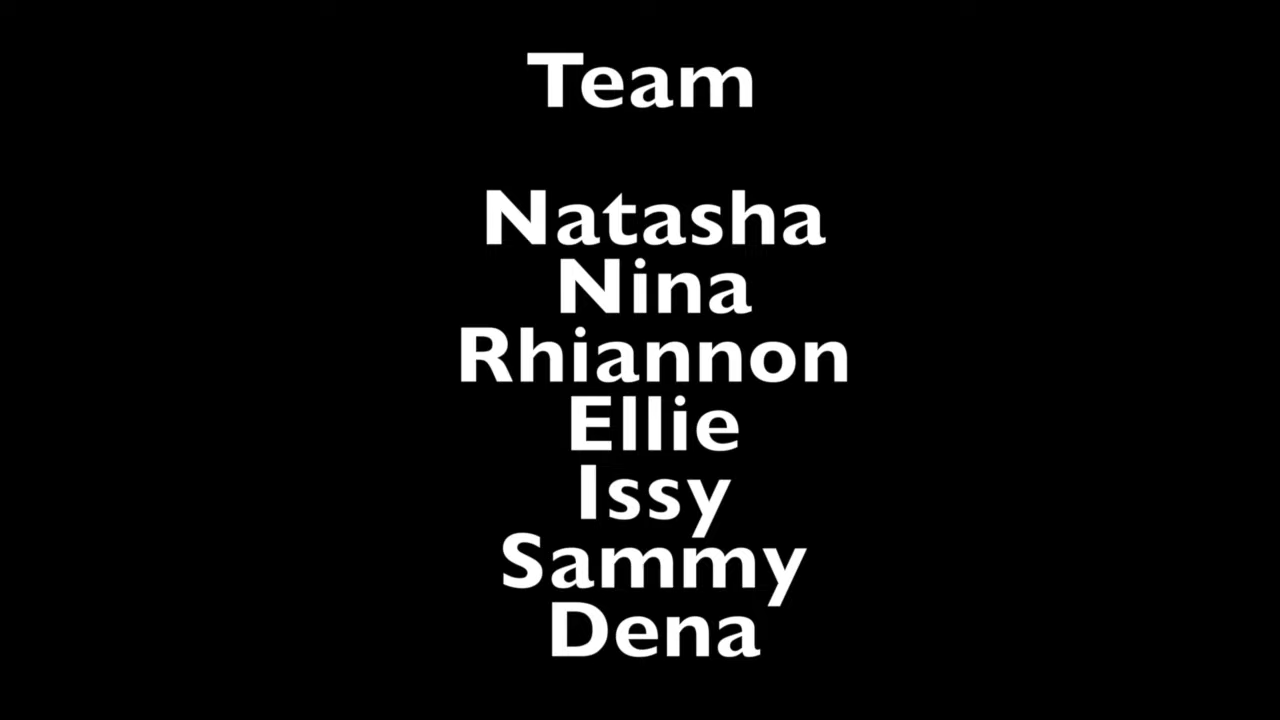 Team
Natasha
Nina
Rhiannon
Ellie
Issy
Sammy
Dena